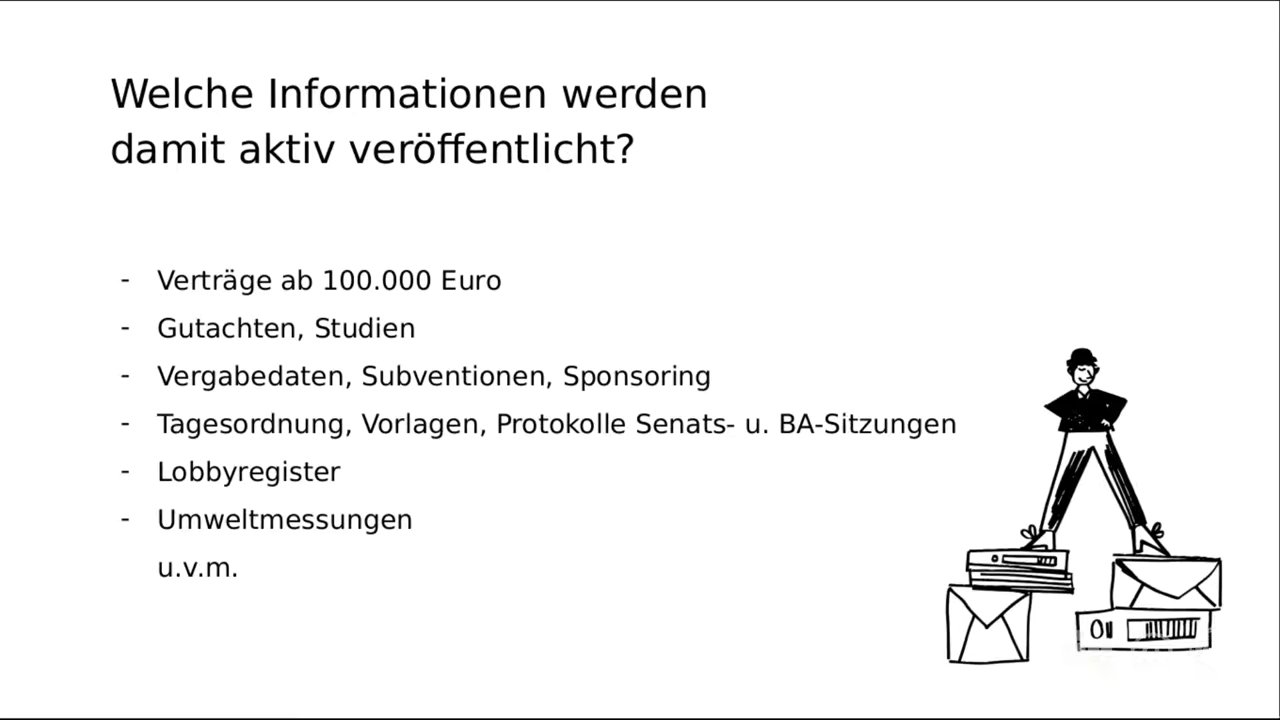 Welche Informationen werden
damit aktiv veröffentlicht?
- Verträge ab 100.000 Euro
- Gutachten, Studien
- Vergabedaten, Subventionen, Sponsoring
- Tagesordnung, Vorlagen, Protokolle Senats- u. BA-Sitzungen
- Lobbyregister
- Umweltmessungen
u.v.m.